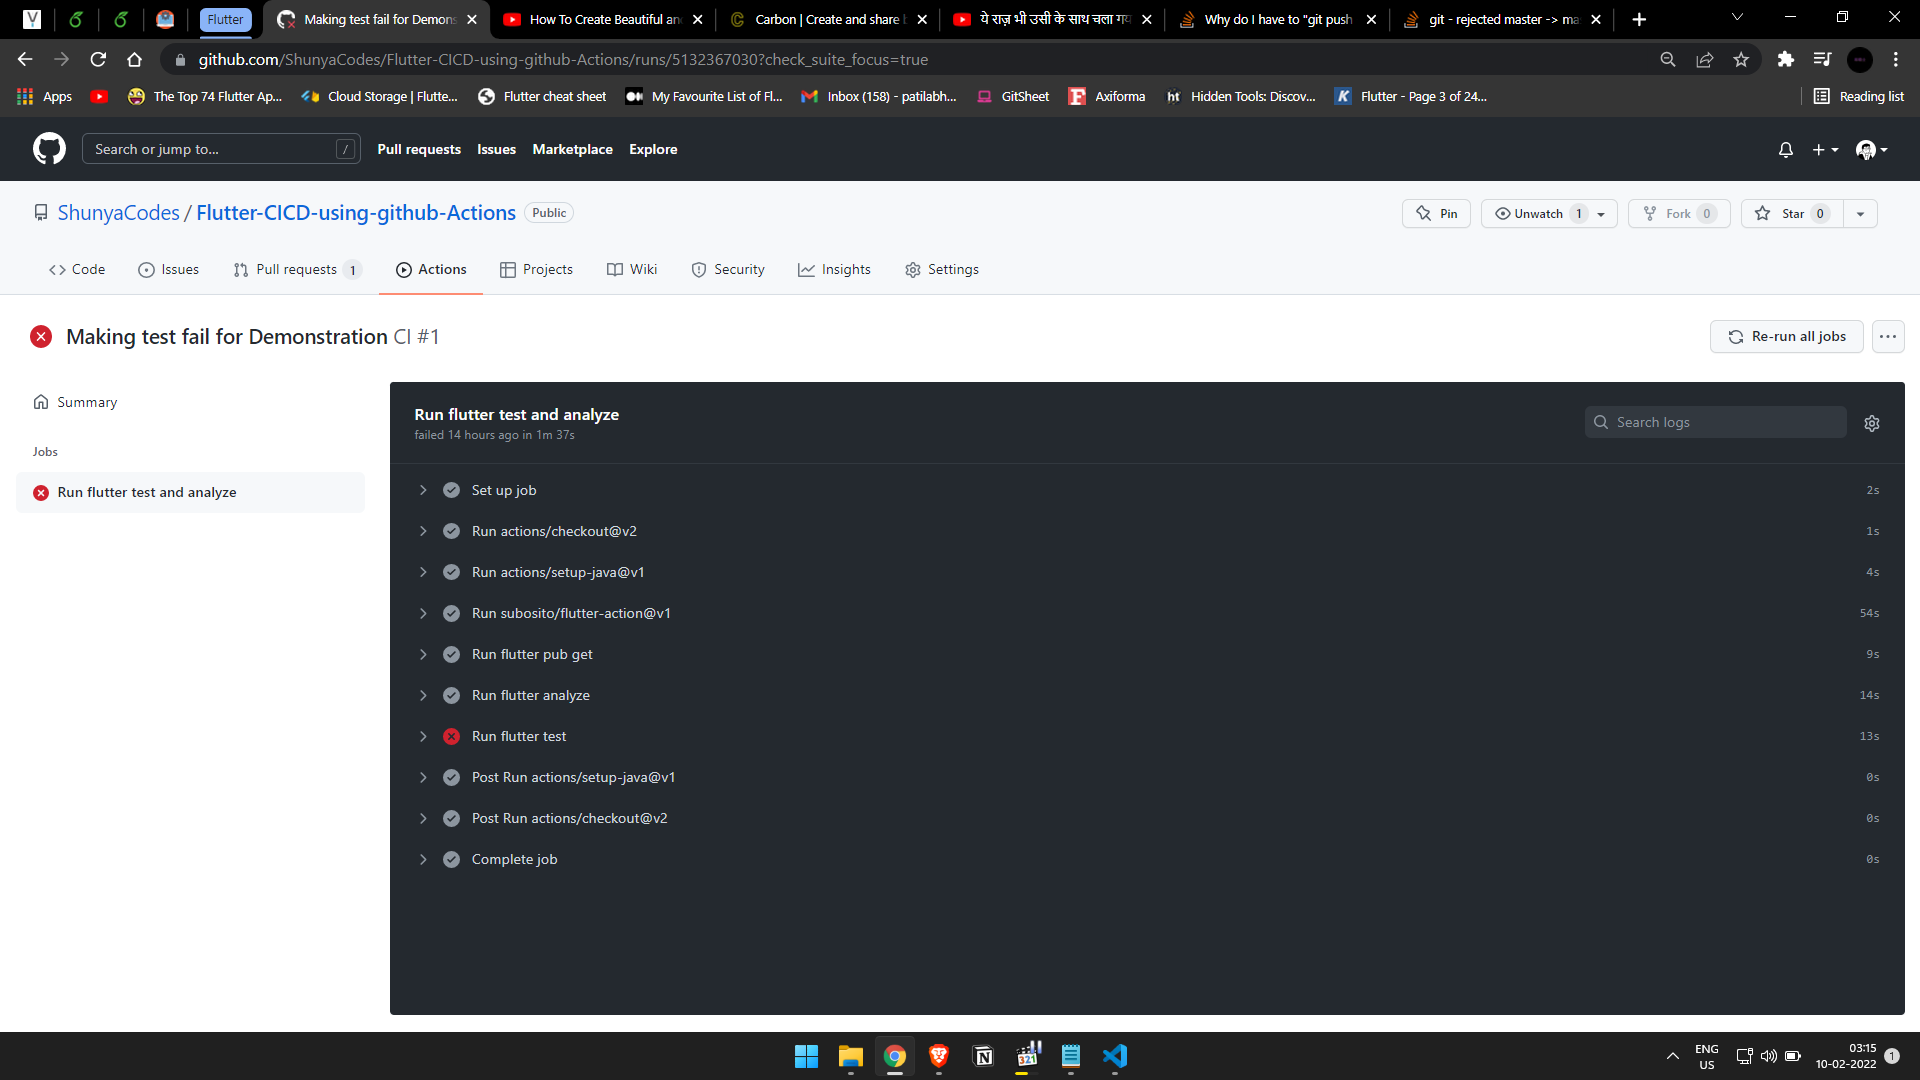 Flutter
Making test fail for Demons
How To Create Beautiful an
Carbon | Create and share b
ये राज़ भी उसी के साथ चला गय
Why do I have to "git push
git - rejected master -> ma
github.com/ShunyaCodes/Flutter-CICD-using-github-Actions/runs/5132367030?check_suite_focus=true
Apps
The Top 74 Flutter Ap...
Cloud Storage | Flutte...
Flutter cheat sheet
My Favourite List of Fl...
Inbox (158) - patilabh...
GitSheet
Axiforma
Hidden Tools: Discov...
Flutter - Page 3 of 24...
Reading list
Search or jump to...
/
Pull requests
Issues
Marketplace
Explore
ShunyaCodes / Flutter-CICD-using-github-Actions
Public
Pin
Unwatch 1
Fork 0
Star 0
Code
Issues
Pull requests 1
Actions
Projects
Wiki
Security
Insights
Settings
Making test fail for Demonstration CI #1
Re-run all jobs
Summary
Jobs
Run flutter test and analyze
Run flutter test and analyze
failed 14 hours ago in 1m 37s
Search logs
Set up job 2s
Run actions/checkout@v2 1s
Run actions/setup-java@v1 4s
Run subosito/flutter-action@v1 54s
Run flutter pub get 9s
Run flutter analyze 14s
Run flutter test 13s
Post Run actions/setup-java@v1 0s
Post Run actions/checkout@v2 0s
Complete job 0s
321
ENG
US
03:15
10-02-2022
1